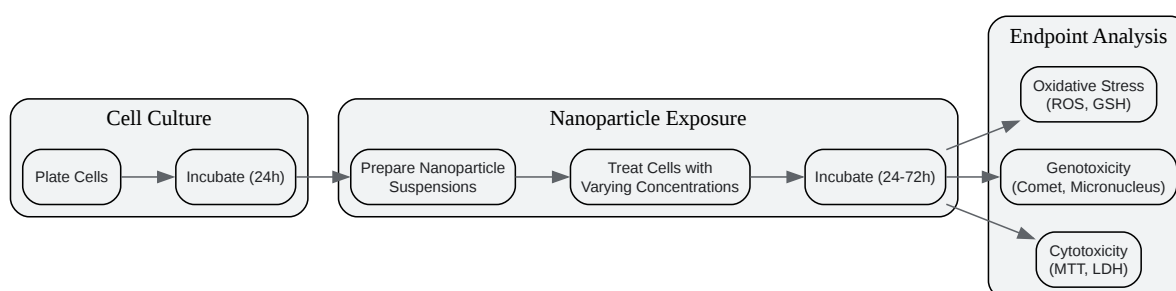 Cell Culture
Plate Cells
Incubate (24h)
Nanoparticle Exposure
Prepare Nanoparticle
Suspensions
Treat Cells with
Varying Concentrations
Incubate (24-72h)
Endpoint Analysis
Oxidative Stress
(ROS, GSH)
Genotoxicity
(Comet, Micronucleus)
Cytotoxicity
(MTT, LDH)